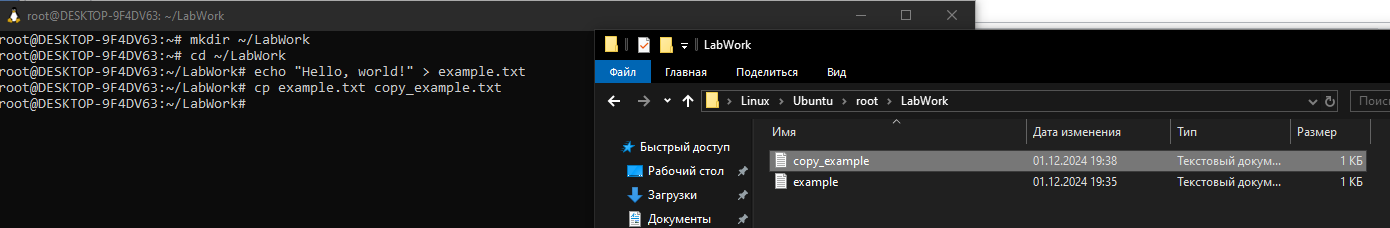 root@DESKTOP-9F4DV63: ~/LabWork
root@DESKTOP-9F4DV63:~# mkdir ~/LabWork
root@DESKTOP-9F4DV63:~# cd ~/LabWork
root@DESKTOP-9F4DV63:~/LabWork# echo "Hello, world!" > example.txt
root@DESKTOP-9F4DV63:~/LabWork# cp example.txt copy_example.txt
root@DESKTOP-9F4DV63:~/LabWork#
LabWork
Файл Главная Поделиться Вид
Linux > Ubuntu > root > LabWork
Поис
Быстрый доступ
Рабочий стол
Загрузки
Документы
Имя Дата изменения Тип Размер
copy_example 01.12.2024 19:38 Текстовый докум... 1 КБ
example 01.12.2024 19:35 Текстовый докум... 1 КБ